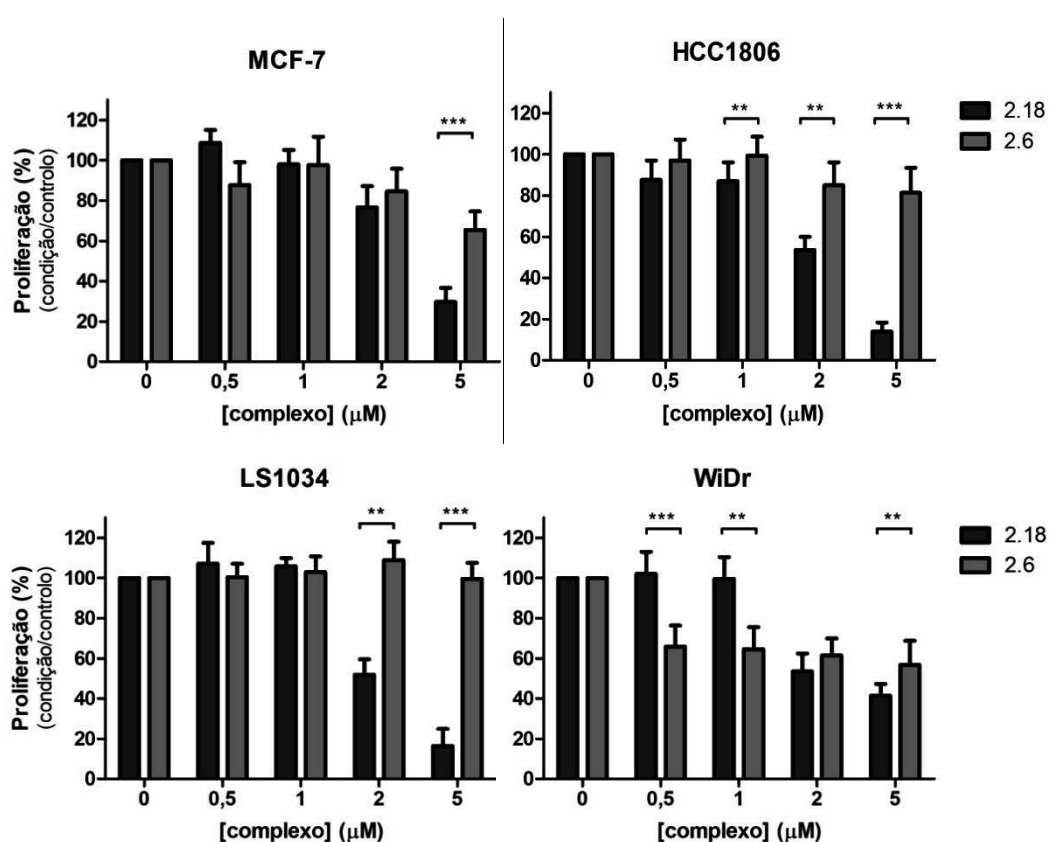 MCF-7
Proliferação (%)
(condição/controlo)
120
100
80
60
40
20
0
***
0 0,5 1 2 5
[complexo] (μM)
HCC1806
120
100
80
60
40
20
0
** ** ***
0 0,5 1 2 5
[complexo] (μM)
2.18
2.6
LS1034
Proliferação (%)
(condição/controlo)
120
100
80
60
40
20
0
** ***
0 0,5 1 2 5
[complexo] (μM)
WiDr
120
100
80
60
40
20
0
*** ** **
0 0,5 1 2 5
[complexo] (μM)
2.18
2.6